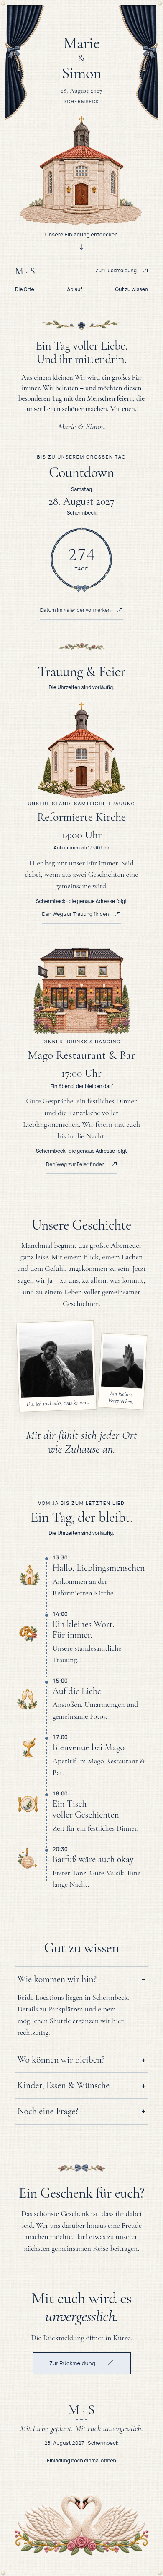 Marie
&
Simon
28. August 2027
SCHERMBECK
Unsere Einladung entdecken
↓
M · S
Zur Rückmeldung ↗
Die Orte
Ablauf
Gut zu wissen
Ein Tag voller Liebe.
Und ihr mittendrin.
Aus einem kleinen Wir wird ein großes Für
immer. Wir heiraten – und möchten diesen
besonderen Tag mit den Menschen feiern, die
unser Leben schöner machen. Mit euch.
Marie & Simon
BIS ZU UNSEREM GROSSEN TAG
Countdown
Samstag
28. August 2027
Schermbeck
274
TAGE
Datum im Kalender vormerken ↗
Trauung & Feier
Die Uhrzeiten sind vorläufig.
UNSERE STANDESAMTLICHE TRAUUNG
Reformierte Kirche
14:00 Uhr
Ankommen ab 13:30 Uhr
Hier beginnt unser Für immer. Seid
dabei, wenn aus zwei Geschichten eine
gemeinsame wird.
Schermbeck · die genaue Adresse folgt
Den Weg zur Trauung finden ↗
DINNER, DRINKS & DANCING
Mago Restaurant & Bar
17:00 Uhr
Ein Abend, der bleiben darf
Gute Gespräche, ein festliches Dinner
und die Tanzfläche voller
Lieblingsmenschen. Wir feiern mit euch
bis in die Nacht.
Schermbeck · die genaue Adresse folgt
Den Weg zur Feier finden ↗
Unsere Geschichte
Manchmal beginnt das größte Abenteuer
ganz leise. Mit einem Blick, einem Lachen
und dem Gefühl, angekommen zu sein. Jetzt
sagen wir Ja – zu uns, zu allem, was kommt,
und zu einem Leben voller gemeinsamer
Geschichten.
Du, ich und alles, was kommt.
Ein kleines
Versprechen.
Mit dir fühlt sich jeder Ort
wie Zuhause an.
VOM JA BIS ZUM LETZTEN LIED
Ein Tag, der bleibt.
Die Uhrzeiten sind vorläufig.
13:30
Hallo, Lieblingsmenschen
Ankommen an der
Reformierten Kirche.
14:00
Ein kleines Wort.
Für immer.
Unsere standesamtliche
Trauung.
15:00
Auf die Liebe
Anstoßen, Umarmungen und
gemeinsame Fotos.
17:00
Bienvenue bei Mago
Aperitif im Mago Restaurant &
Bar.
18:00
Ein Tisch
voller Geschichten
Zeit für ein festliches Dinner.
20:30
Barfuß wäre auch okay
Erster Tanz. Gute Musik. Eine
lange Nacht.
Gut zu wissen
Wie kommen wir hin? −
Beide Locations liegen in Schermbeck.
Details zu Parkplätzen und einem
möglichen Shuttle ergänzen wir hier
rechtzeitig.
Wo können wir bleiben? +
Kinder, Essen & Wünsche +
Noch eine Frage? +
Ein Geschenk für euch?
Das schönste Geschenk ist, dass ihr dabei
seid. Wer uns darüber hinaus eine Freude
machen möchte, darf etwas zu unserer
nächsten gemeinsamen Reise beitragen.
Mit euch wird es
unvergesslich.
Die Rückmeldung öffnet in Kürze.
Zur Rückmeldung ↗
M · S
Mit Liebe geplant. Mit euch unvergesslich.
28. August 2027 · Schermbeck
Einladung noch einmal öffnen